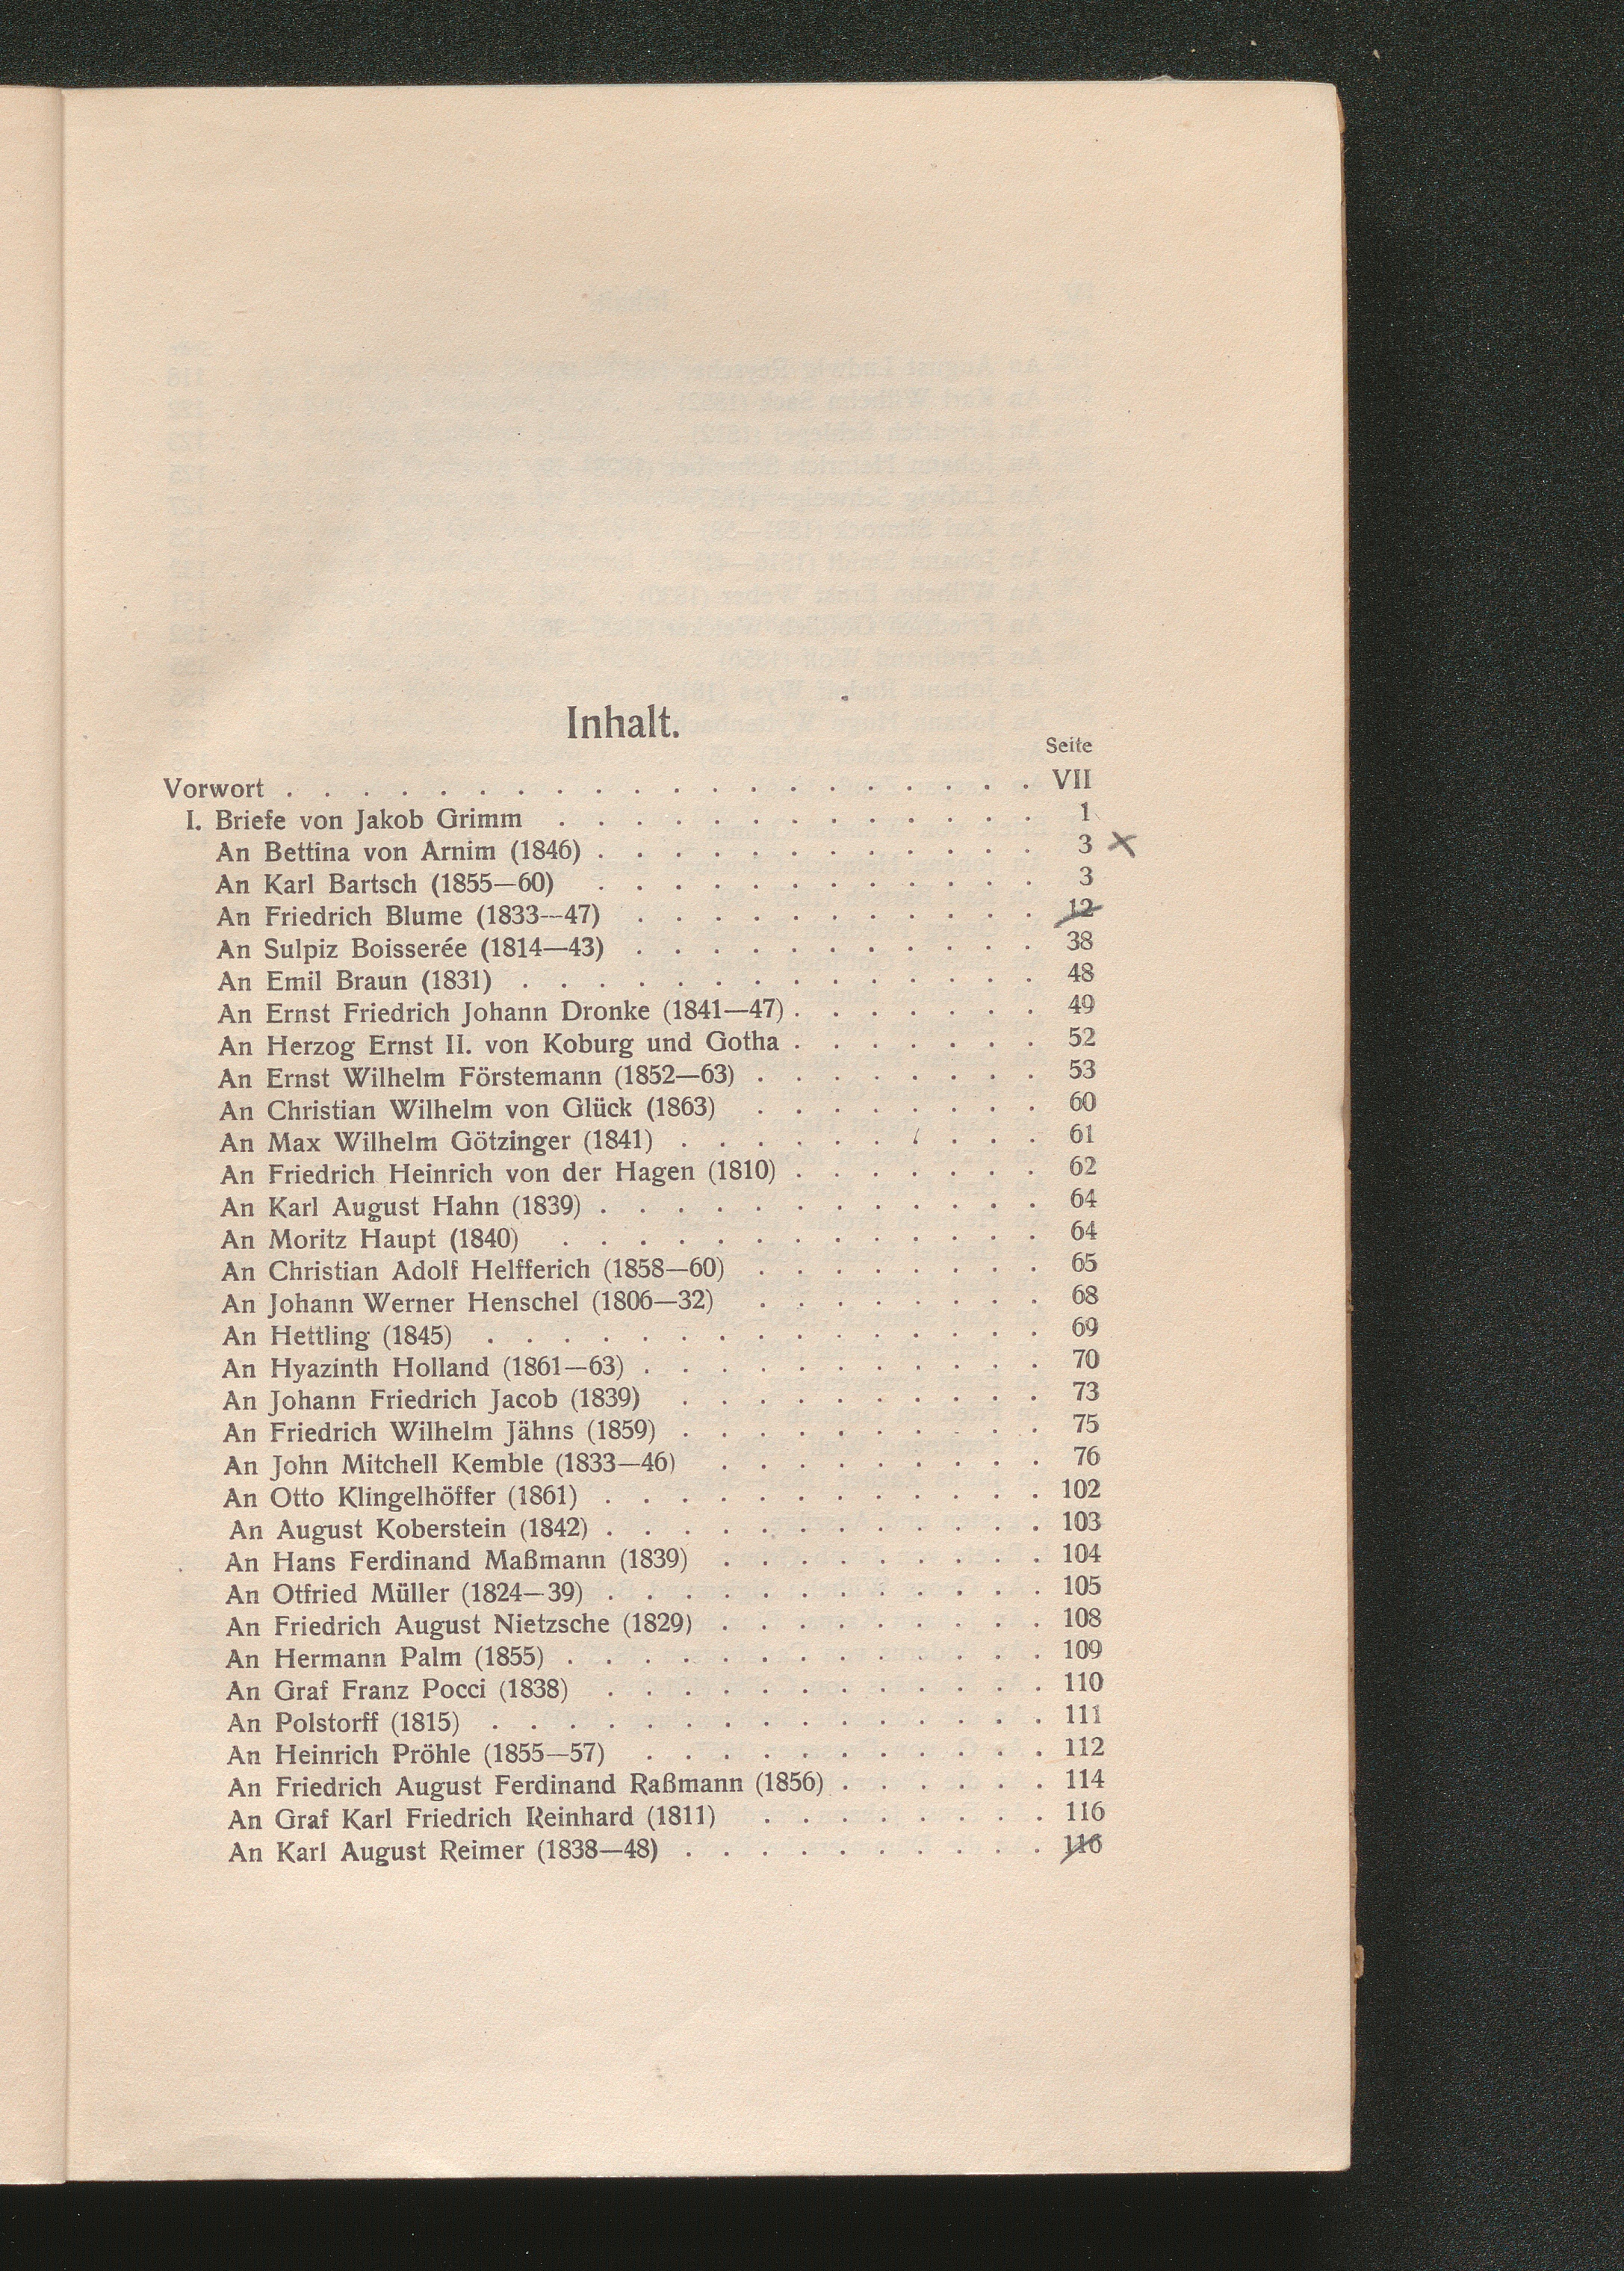 Inhalt.
Seite
Vorwort . . . . . . . . . . . . . . . . . . . . VII
I. Briefe von Jakob Grimm . . . . . . . . . . . . . 1
An Bettina von Arnim (1846) . . . . . . . . . . . . 3 ×
An Karl Bartsch (1855—60) . . . . . . . . . . . . 3
An Friedrich Blume (1833—47) . . . . . . . . . . . 12
An Sulpiz Boisserée (1814—43) . . . . . . . . . . . 38
An Emil Braun (1831) . . . . . . . . . . . . . . 48
An Ernst Friedrich Johann Dronke (1841—47) . . . . . . . 49
An Herzog Ernst II. von Koburg und Gotha . . . . . . . 52
An Ernst Wilhelm Förstemann (1852—63) . . . . . . . . 53
An Christian Wilhelm von Glück (1863) . . . . . . . . 60
An Max Wilhelm Götzinger (1841) . . . . . . . . . . 61
An Friedrich Heinrich von der Hagen (1810) . . . . . . . 62
An Karl August Hahn (1839) . . . . . . . . . . . . 64
An Moritz Haupt (1840) . . . . . . . . . . . . . 64
An Christian Adolf Helfferich (1858—60) . . . . . . . . 65
An Johann Werner Henschel (1806—32) . . . . . . . . 68
An Hettling (1845) . . . . . . . . . . . . . . . 69
An Hyazinth Holland (1861—63) . . . . . . . . . . . 70
An Johann Friedrich Jacob (1839) . . . . . . . . . . 73
An Friedrich Wilhelm Jähns (1859) . . . . . . . . . . 75
An John Mitchell Kemble (1833—46) . . . . . . . . . 76
An Otto Klingelhöffer (1861) . . . . . . . . . . . . 102
An August Koberstein (1842) . . . . . . . . . . . . 103
An Hans Ferdinand Maßmann (1839) . . . . . . . . . 104
An Otfried Müller (1824—39) . . . . . . . . . . . . 105
An Friedrich August Nietzsche (1829) . . . . . . . . . 108
An Hermann Palm (1855) . . . . . . . . . . . . . 109
An Graf Franz Pocci (1838) . . . . . . . . . . . . 110
An Polstorff (1815) . . . . . . . . . . . . . . . 111
An Heinrich Pröhle (1855—57) . . . . . . . . . . . 112
An Friedrich August Ferdinand Raßmann (1856) . . . . . . 114
An Graf Karl Friedrich Reinhard (1811) . . . . . . . . 116
An Karl August Reimer (1838—48) . . . . . . . . . . 116